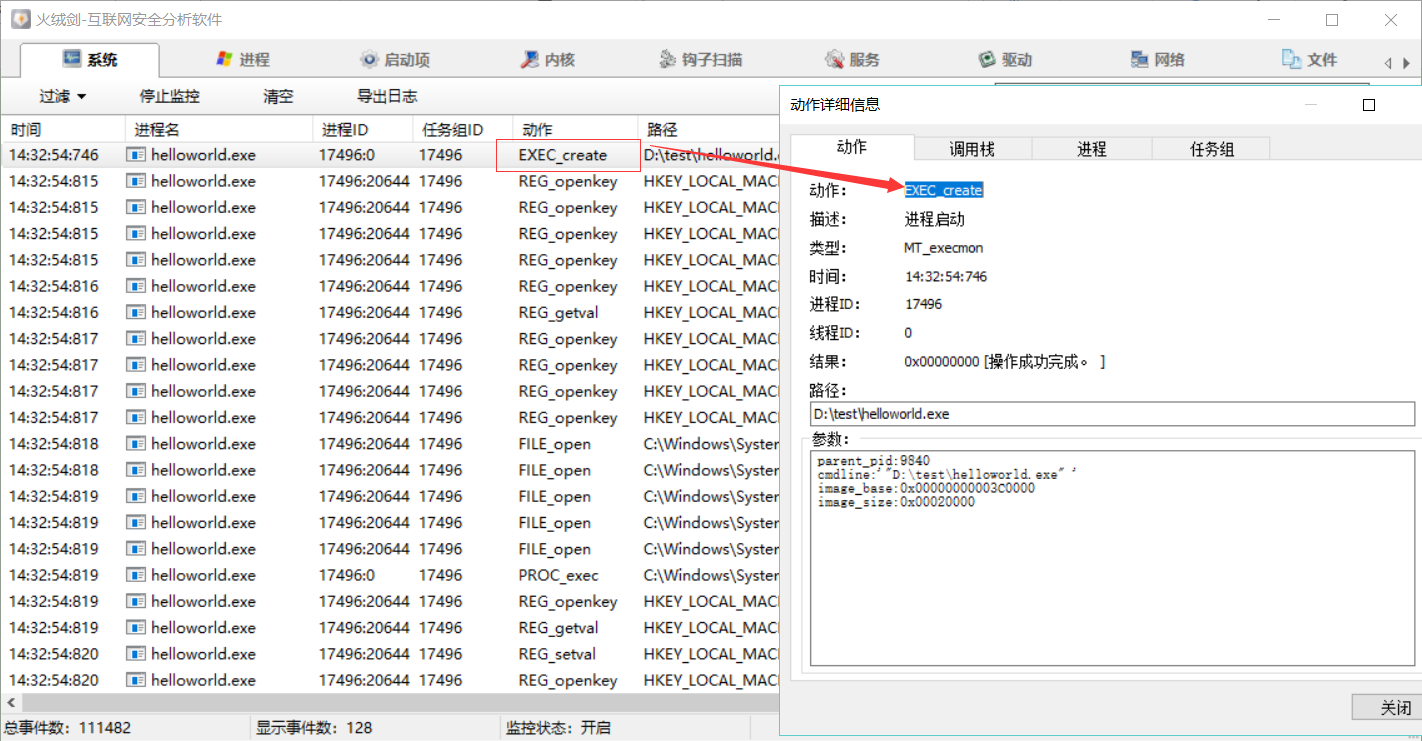 火绒剑-互联网安全分析软件
系统 进程 启动项 内核 钩子扫描 服务 驱动 网络 文件
过滤 停止监控 清空 导出日志
时间 进程名 进程ID 任务组ID 动作 路径
14:32:54:746 helloworld.exe 17496:0 17496 EXEC_create D:\test\helloworld.
14:32:54:815 helloworld.exe 17496:20644 17496 REG_openkey HKEY_LOCAL_MAC
14:32:54:815 helloworld.exe 17496:20644 17496 REG_openkey HKEY_LOCAL_MAC
14:32:54:815 helloworld.exe 17496:20644 17496 REG_openkey HKEY_LOCAL_MAC
14:32:54:815 helloworld.exe 17496:20644 17496 REG_openkey HKEY_LOCAL_MAC
14:32:54:816 helloworld.exe 17496:20644 17496 REG_openkey HKEY_LOCAL_MAC
14:32:54:816 helloworld.exe 17496:20644 17496 REG_getval HKEY_LOCAL_MAC
14:32:54:817 helloworld.exe 17496:20644 17496 REG_openkey HKEY_LOCAL_MAC
14:32:54:817 helloworld.exe 17496:20644 17496 REG_openkey HKEY_LOCAL_MAC
14:32:54:817 helloworld.exe 17496:20644 17496 REG_openkey HKEY_LOCAL_MAC
14:32:54:817 helloworld.exe 17496:20644 17496 REG_openkey HKEY_LOCAL_MAC
14:32:54:818 helloworld.exe 17496:20644 17496 FILE_open C:\Windows\System
14:32:54:818 helloworld.exe 17496:20644 17496 FILE_open C:\Windows\System
14:32:54:819 helloworld.exe 17496:20644 17496 FILE_open C:\Windows\System
14:32:54:819 helloworld.exe 17496:20644 17496 FILE_open C:\Windows\System
14:32:54:819 helloworld.exe 17496:20644 17496 FILE_open C:\Windows\System
14:32:54:819 helloworld.exe 17496:0 17496 PROC_exec C:\Windows\System
14:32:54:819 helloworld.exe 17496:20644 17496 REG_openkey HKEY_LOCAL_MAC
14:32:54:819 helloworld.exe 17496:20644 17496 REG_getval HKEY_LOCAL_MAC
14:32:54:820 helloworld.exe 17496:20644 17496 REG_setval HKEY_LOCAL_MAC
14:32:54:820 helloworld.exe 17496:20644 17496 REG_openkey HKEY_LOCAL_MAC
总事件数: 111482 显示事件数: 128 监控状态: 开启
动作详细信息
动作 调用栈 进程 任务组
动作: EXEC_create
描述: 进程启动
类型: MT_execmon
时间: 14:32:54:746
进程ID: 17496
线程ID: 0
结果: 0x00000000 [操作成功完成。 ]
路径:
D:\test\helloworld.exe
参数:
parent_pid:9840
cmdline:'"D:\test\helloworld.exe" '
image_base:0x00000000003C0000
image_size:0x00020000
关闭